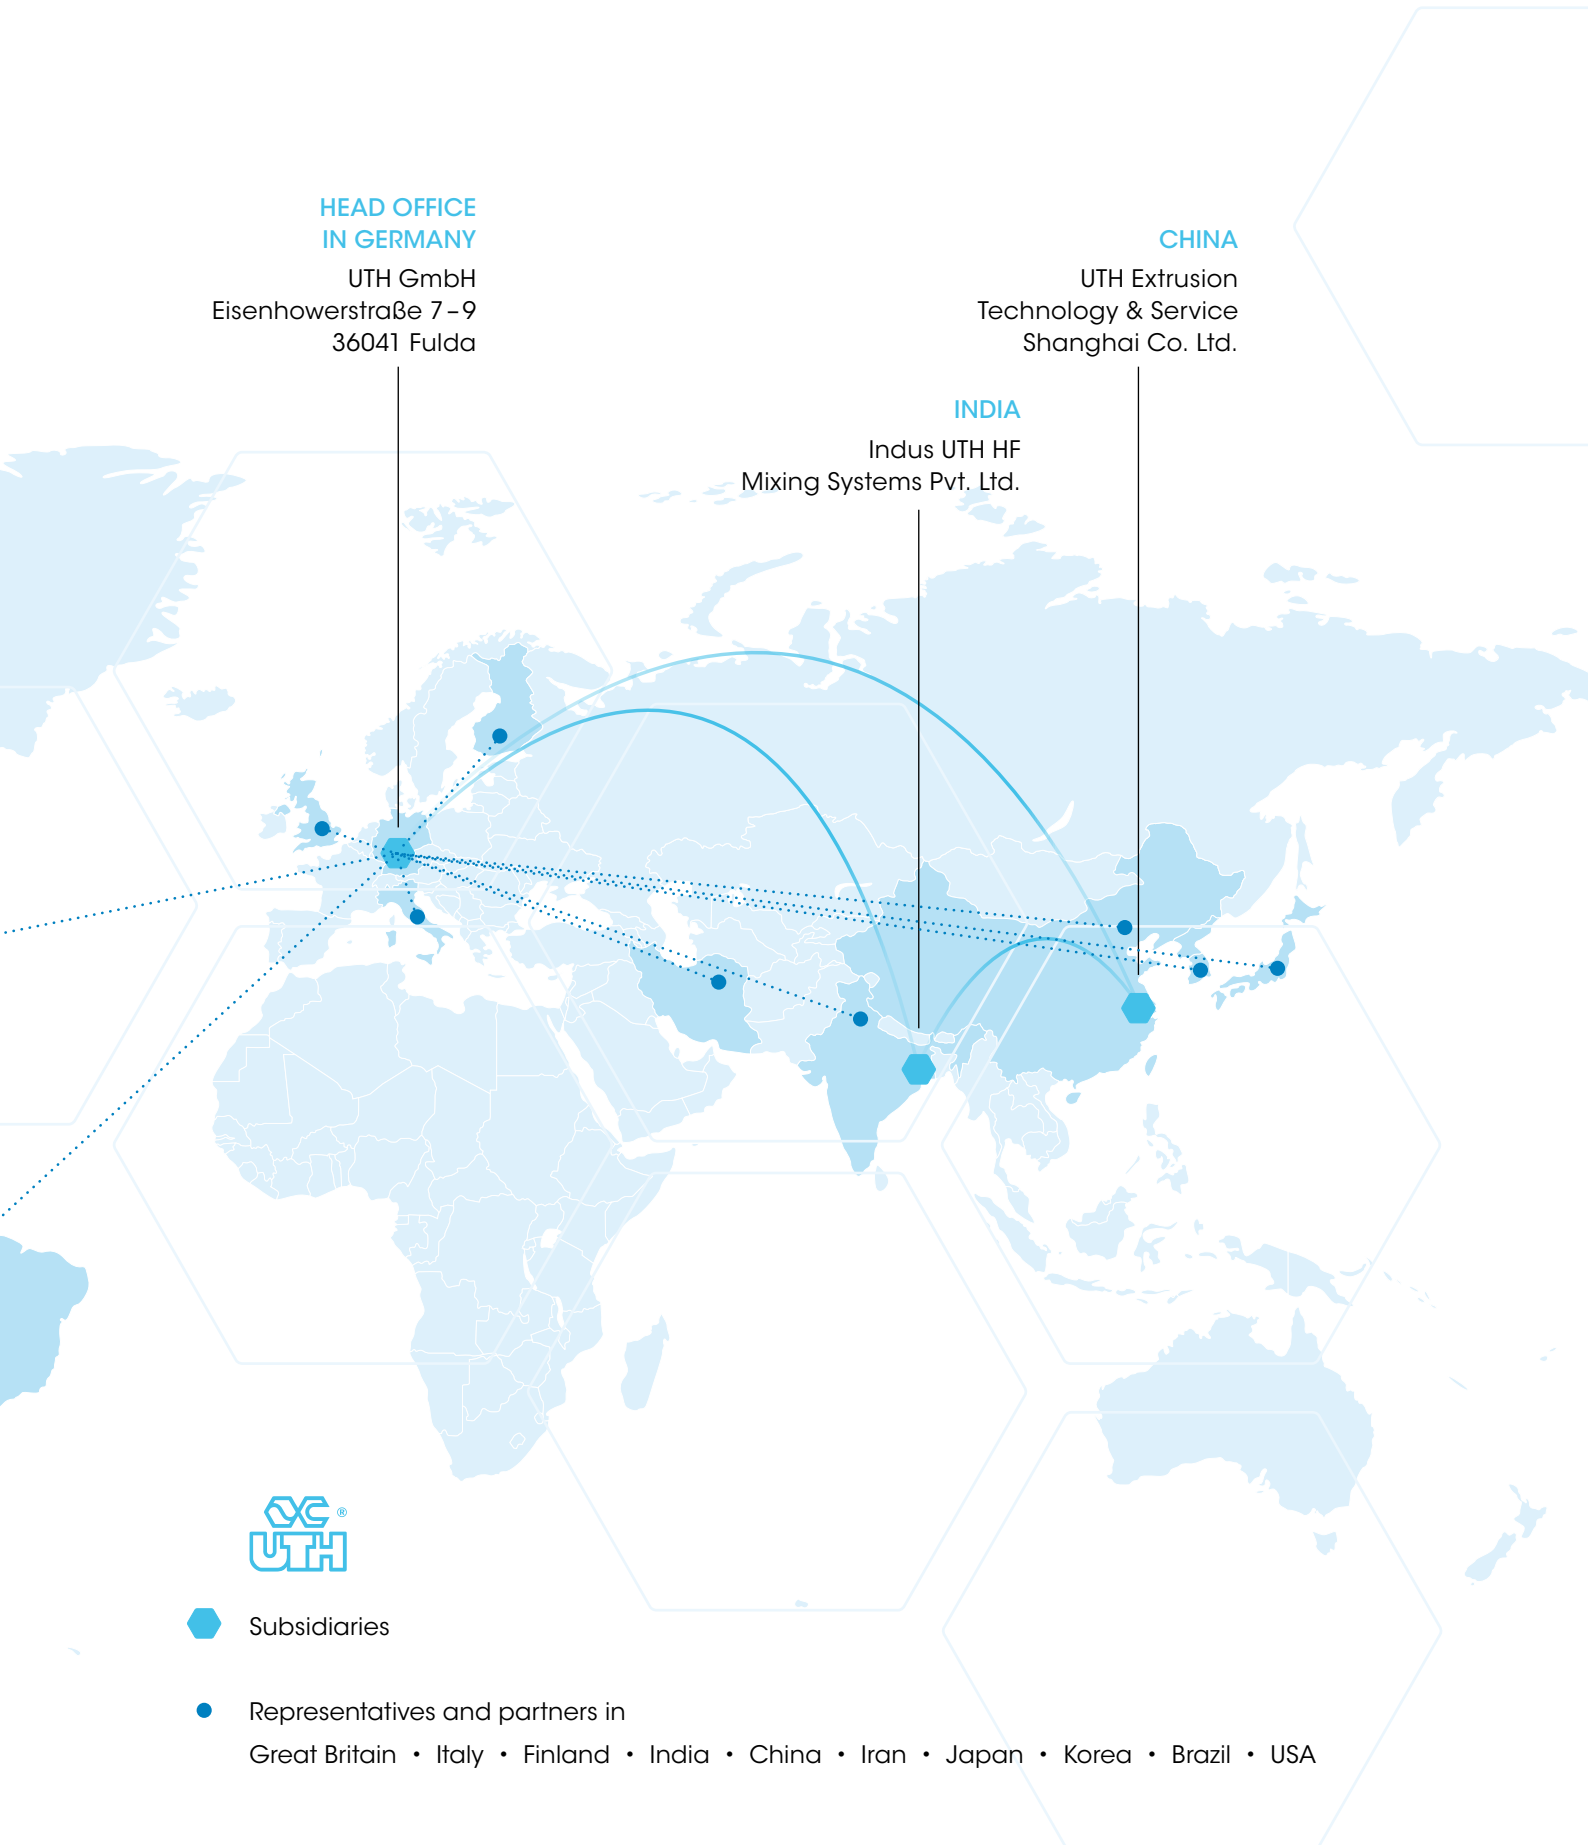 HEAD OFFICE
IN GERMANY
UTH GmbH
Eisenhowerstraße 7–9
36041 Fulda
CHINA
UTH Extrusion
Technology & Service
Shanghai Co. Ltd.
INDIA
Indus UTH HF
Mixing Systems Pvt. Ltd.
®
UTH
Subsidiaries
Representatives and partners in
Great Britain • Italy • Finland • India • China • Iran • Japan • Korea • Brazil • USA